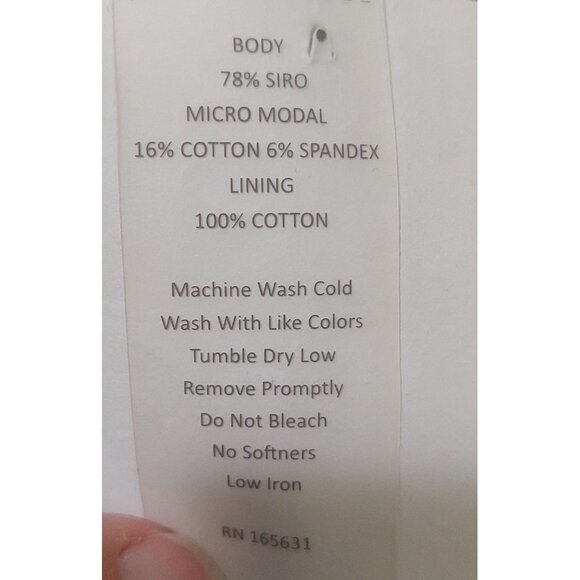 BODY
78% SIRO
MICRO MODAL
16% COTTON 6% SPANDEX
LINING
100% COTTON
Machine Wash Cold
Wash With Like Colors
Tumble Dry Low
Remove Promptly
Do Not Bleach
No Softners
Low Iron
RN 165631